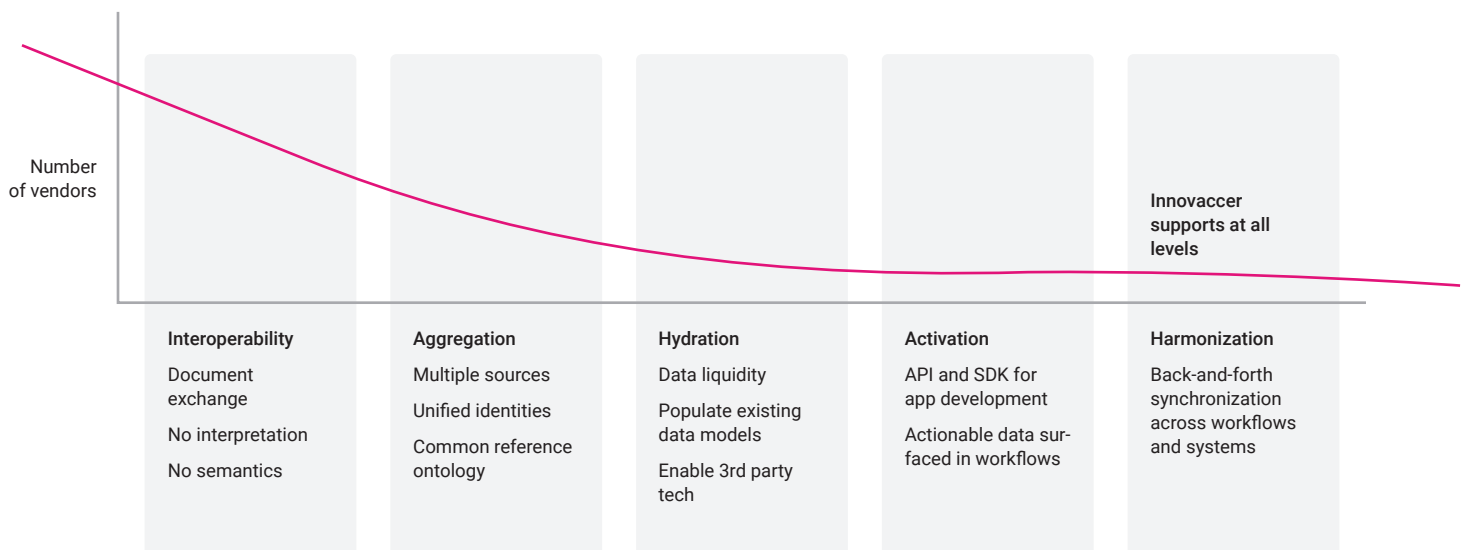 Number
of vendors
Innovaccer
supports at all
levels
Interoperability
Document
exchange
No interpretation
No semantics
Aggregation
Multiple sources
Unified identities
Common reference
ontology
Hydration
Data liquidity
Populate existing
data models
Enable 3rd party
tech
Activation
API and SDK for
app development
Actionable data sur-
faced in workflows
Harmonization
Back-and-forth
synchronization
across workflows
and systems